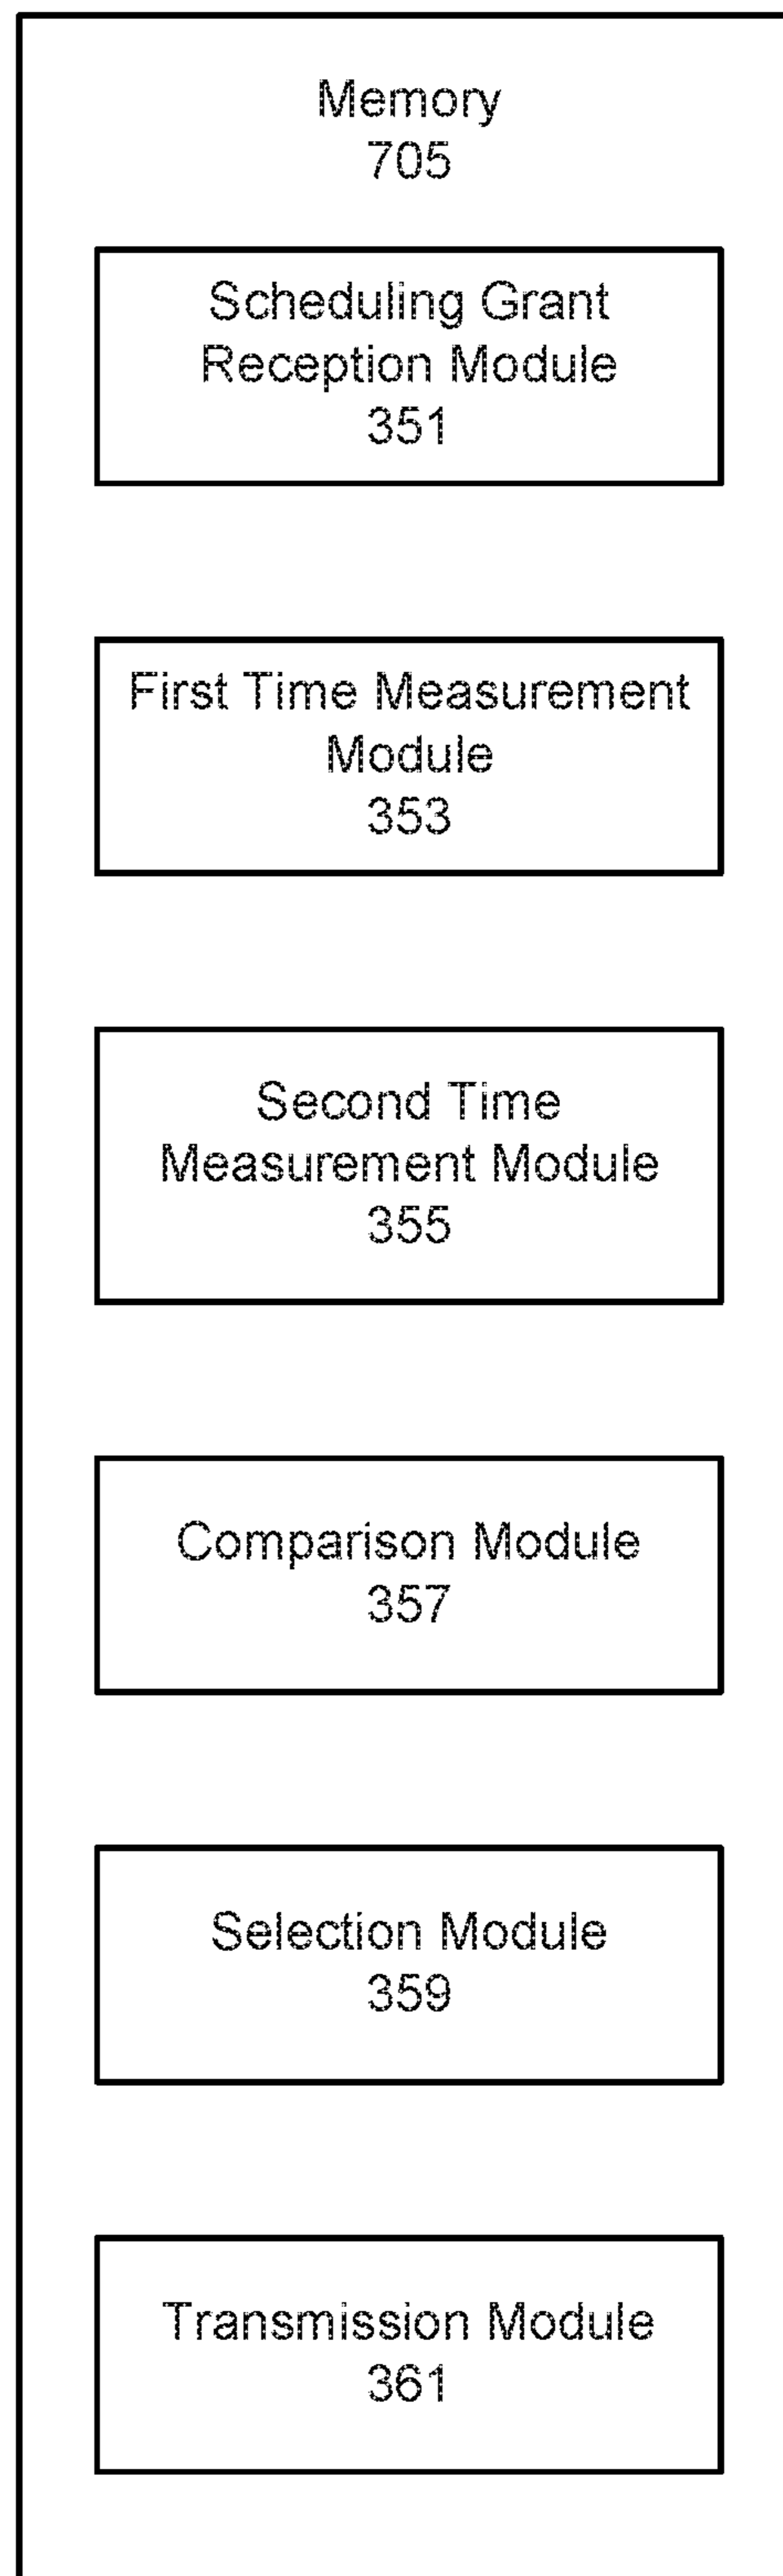 Memory
705
Scheduling Grant
Reception Module
351
First Time Measurement
Module
353
Second Time
Measurement Module
355
Comparison Module
357
Selection Module
359
Transmission Module
361